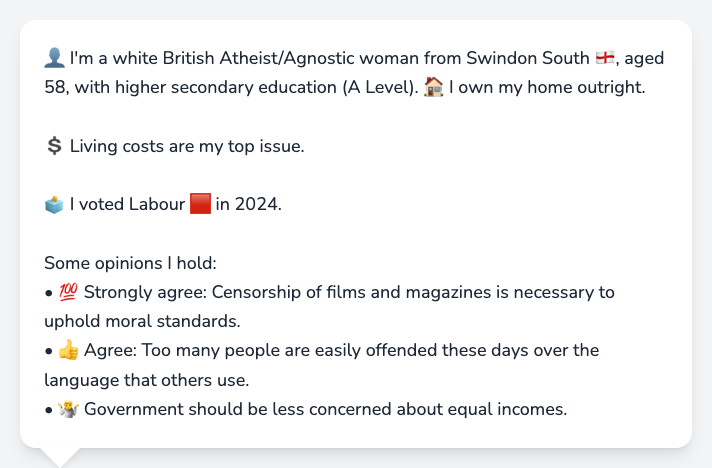 👤 I'm a white British Atheist/Agnostic woman from Swindon South 🏴󠁧󠁢󠁥󠁮󠁧󠁿, aged
58, with higher secondary education (A Level). 🏠 I own my home outright.
💲 Living costs are my top issue.
🗳️ I voted Labour 🟥 in 2024.
Some opinions I hold:
• 💯 Strongly agree: Censorship of films and magazines is necessary to
uphold moral standards.
• 👍 Agree: Too many people are easily offended these days over the
language that others use.
• 🤷 Government should be less concerned about equal incomes.